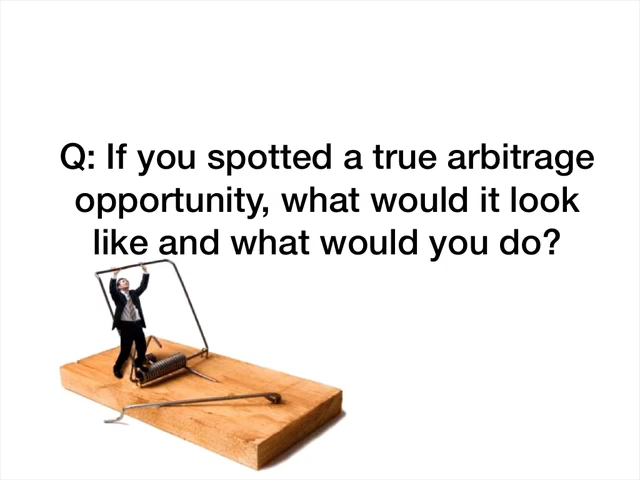 Q: If you spotted a true arbitrage
opportunity, what would it look
like and what would you do?